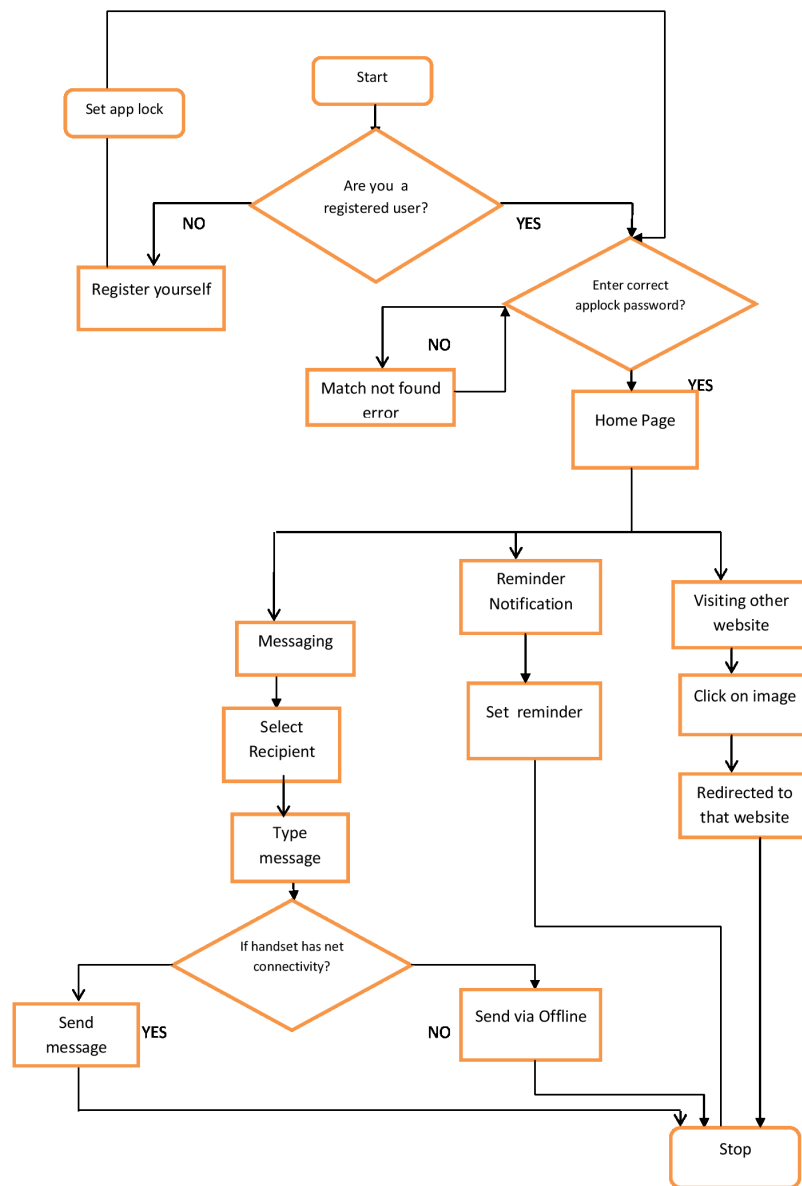 Start
Set app lock
Are you a
registered user?
NO
YES
Register yourself
Enter correct
applock password?
NO
Match not found
error
YES
Home Page
Reminder
Notification
Visiting other
website
Messaging
Select
Recipient
Set reminder
Click on image
Redirected to
that website
Type
message
If handset has net
connectivity?
Send
message
YES
NO
Send via Offline
Stop